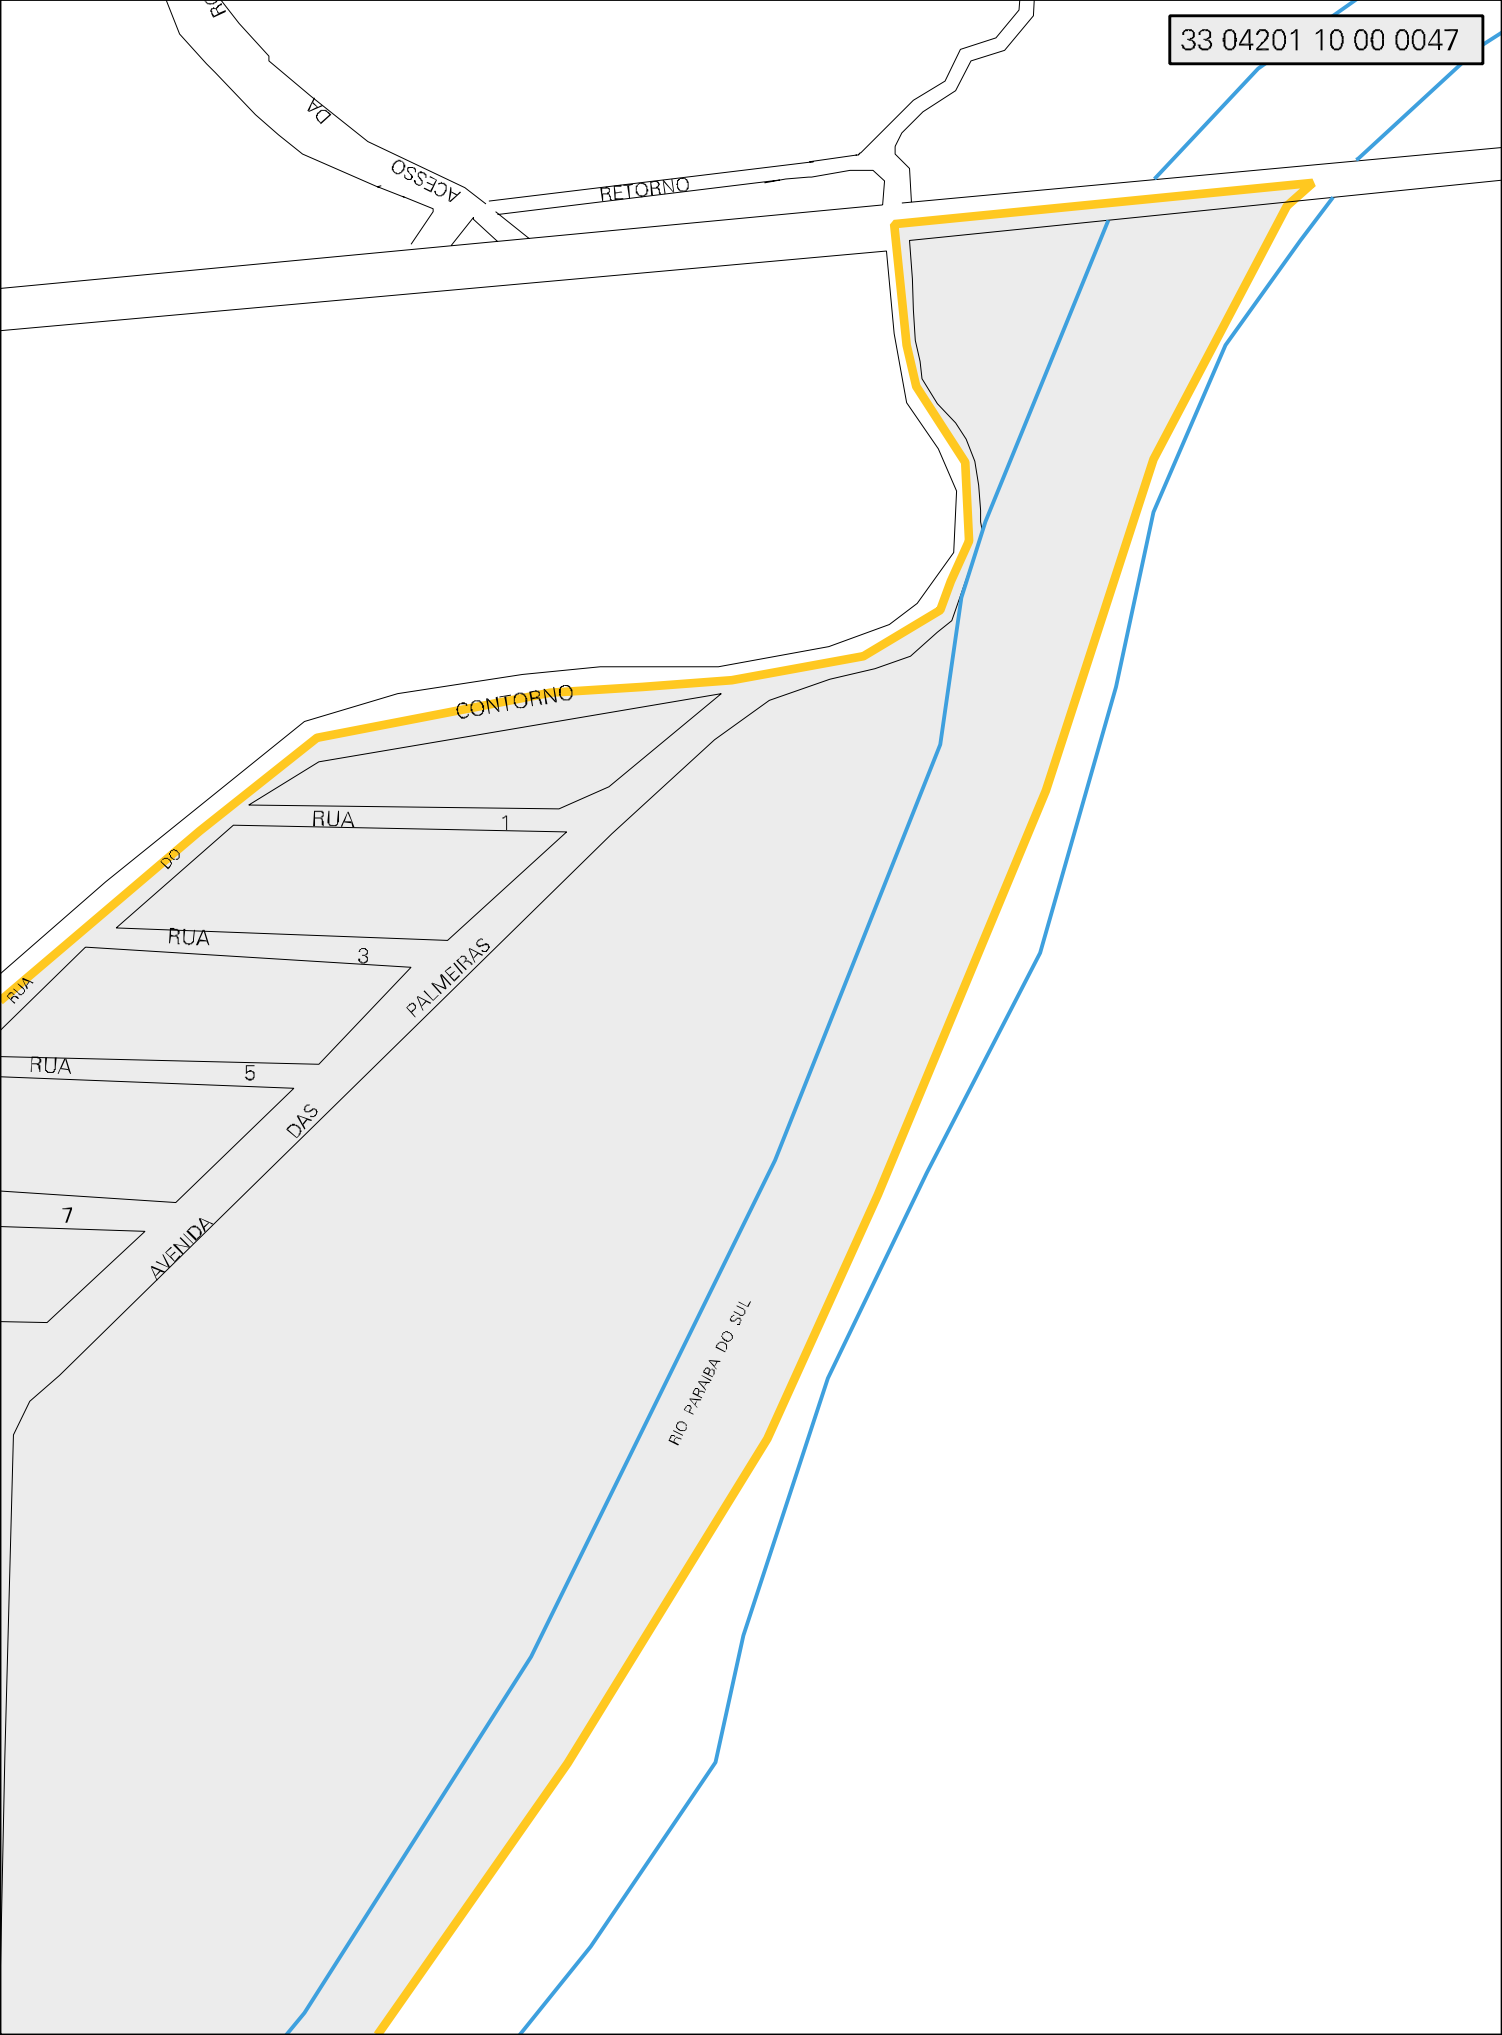 33 04201 10 00 0047
DA
ACESSO
RETORNO
CONTORNO
RUA 1
DO
RUA 3
PALMEIRAS
RUA
RUA 5
DAS
7
AVENIDA
RIO PARAIBA DO SUL